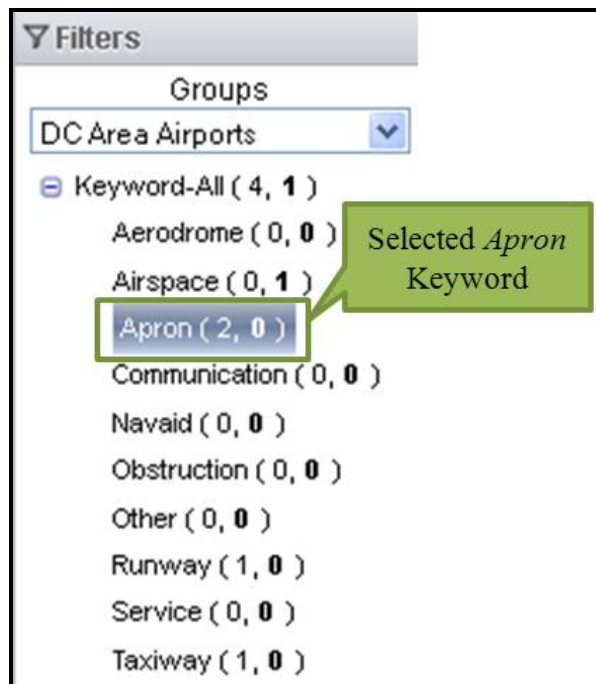 Filters
Groups
DC Area Airports
Keyword-All ( 4, 1 )
Aerodrome ( 0, 0 )
Airspace ( 0, 1 )
Selected Apron
Keyword
Apron ( 2, 0 )
Communication ( 0, 0 )
Navaid ( 0, 0 )
Obstruction ( 0, 0 )
Other ( 0, 0 )
Runway ( 1, 0 )
Service ( 0, 0 )
Taxiway ( 1, 0 )